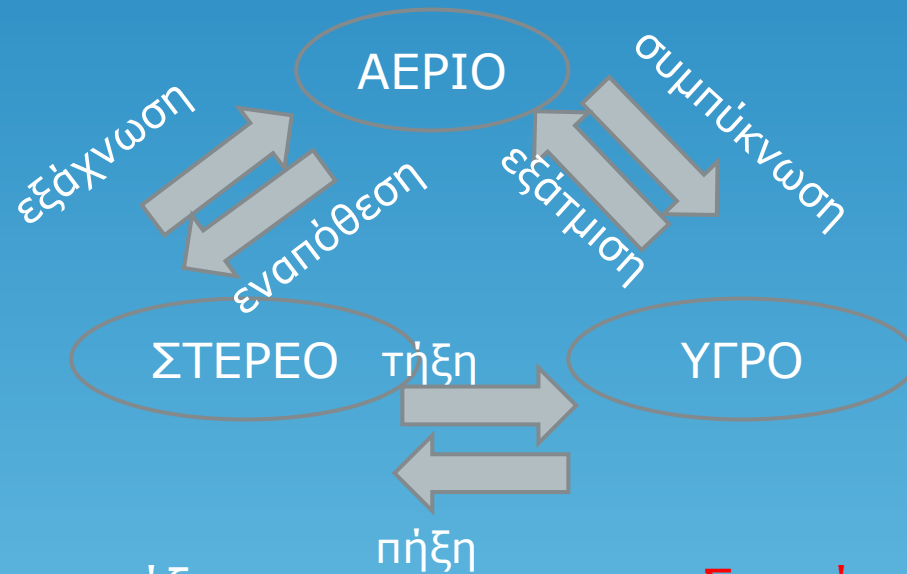 ΑΕΡΙΟ
συμπύκνωση
εξάχνωση
εξάτμιση
εναπόθεση
ΣΤΕΡΕΟ
τήξη
ΥΓΡΟ
πήξη